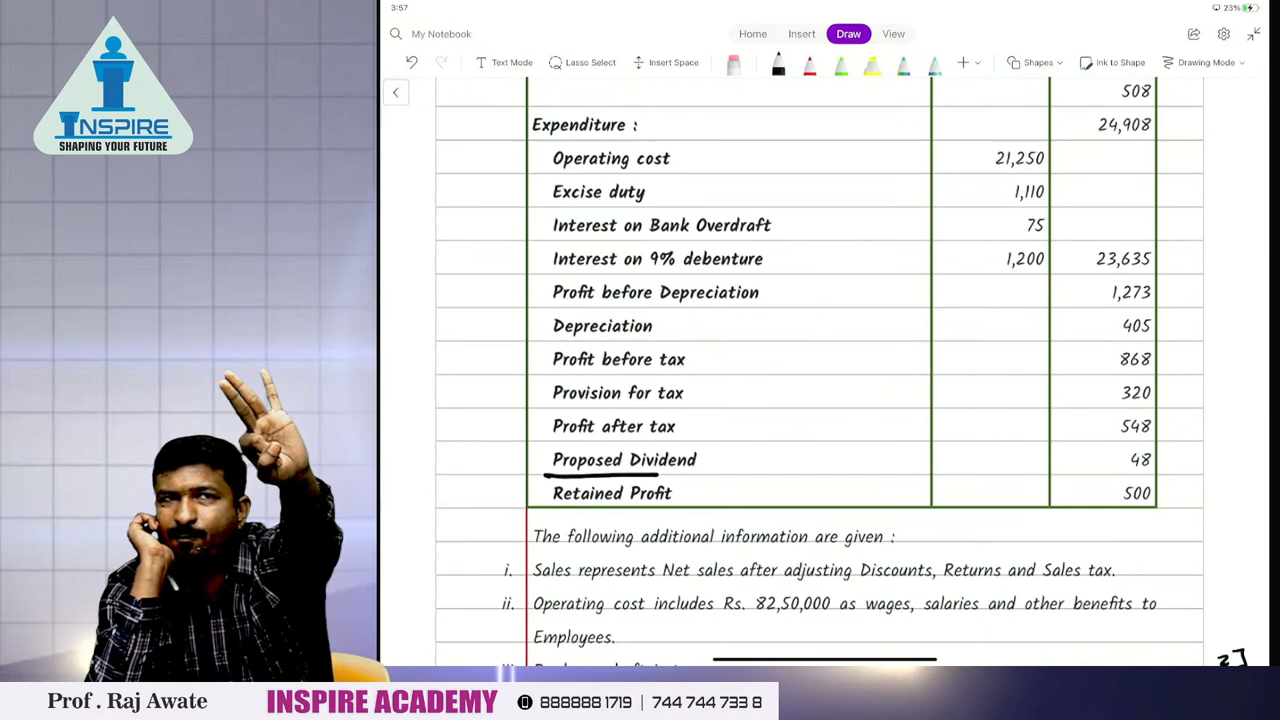 3:57
23%
My Notebook
Home Insert Draw View
Text Mode Lasso Select Insert Space Shapes Ink to Shape Drawing Mode
INSPIRE
SHAPING YOUR FUTURE
508
Expenditure : 24,908
Operating cost 21,250
Excise duty 1,110
Interest on Bank Overdraft 75
Interest on 9% debenture 1,200 23,635
Profit before Depreciation 1,273
Depreciation 405
Profit before tax 868
Provision for tax 320
Profit after tax 548
Proposed Dividend 48
Retained Profit 500
The following additional information are given :
i. Sales represents Net sales after adjusting Discounts, Returns and Sales tax.
ii. Operating cost includes Rs. 82,50,000 as wages, salaries and other benefits to
Employees.
Prof . Raj Awate INSPIRE ACADEMY 888888 1719 | 744 744 733 8